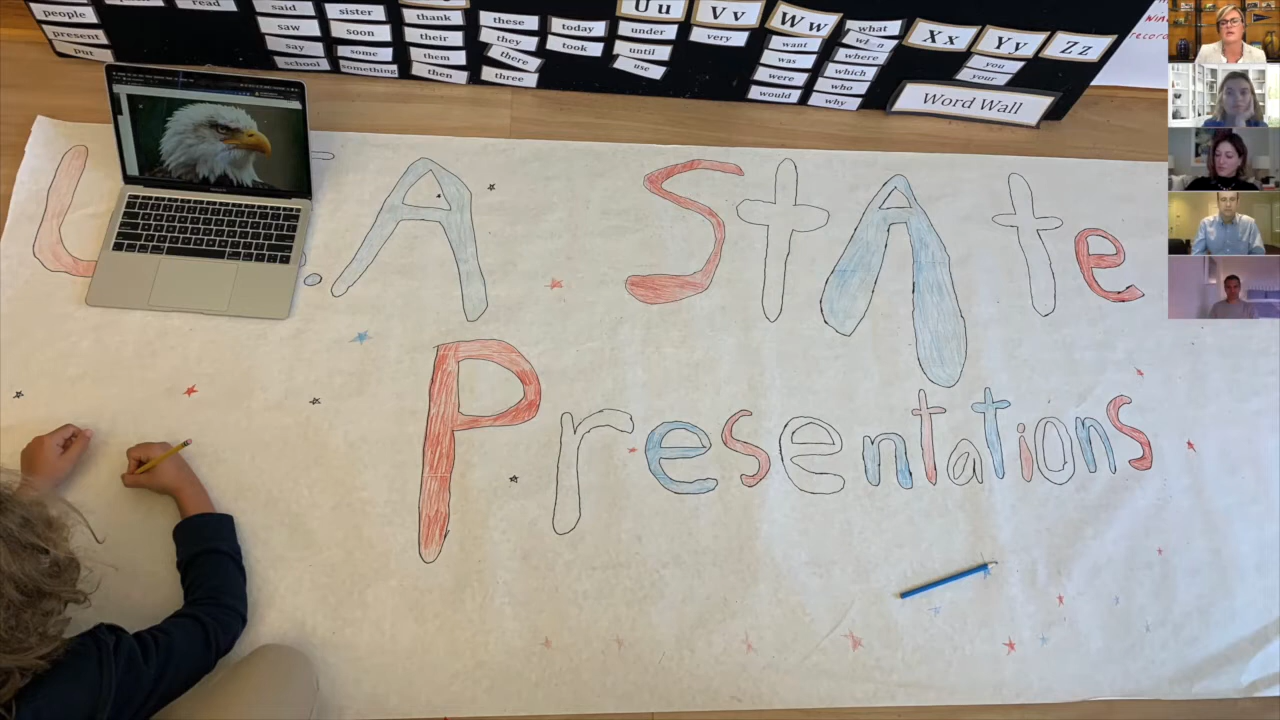 people
present
put
read
said
saw
say
school
sister
soon
some
something
thank
their
them
then
these
they
there
three
today
took
Uu
under
until
use
Vv
very
Ww
want
was
were
would
what
where
which
who
why
Xx
Yy
you
your
Zz
Word Wall
A StAte
Presentations